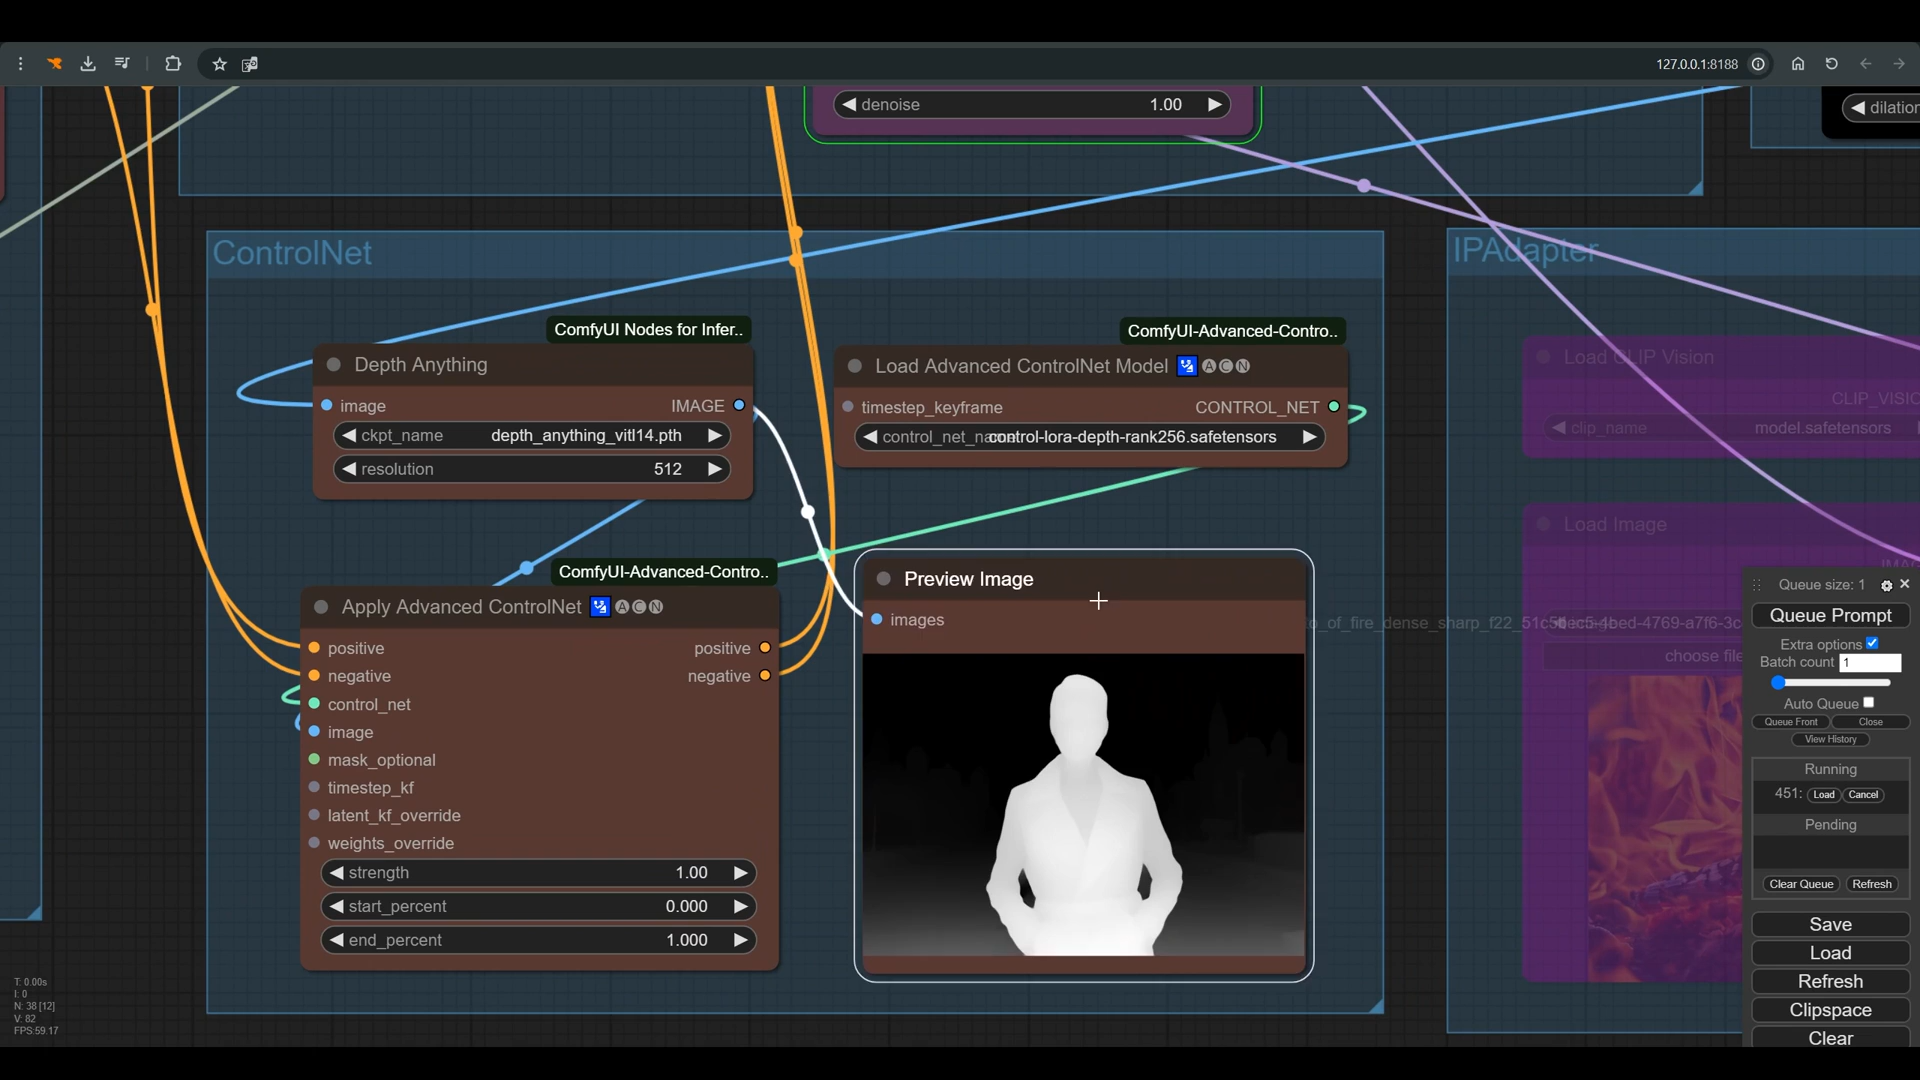 127.0.0.1:8188
denoise 1.00
dilation
ControlNet
IPAdapter
ComfyUI Nodes for Infer..
Depth Anything
image IMAGE
ckpt_name depth_anything_vitl14.pth
resolution 512
ComfyUI-Advanced-Contro..
Load Advanced ControlNet Model ACN
timestep_keyframe CONTROL_NET
control_net_name control-lora-depth-rank256.safetensors
Load CLIP Vision
CLIP_VISIO
clip_name model.safetensors
Load Image
ComfyUI-Advanced-Contro..
Apply Advanced ControlNet ACN
positive positive
negative negative
control_net
image
mask_optional
timestep_kf
latent_kf_override
weights_override
strength 1.00
start_percent 0.000
end_percent 1.000
Preview Image
images
choose file
Queue size: 1
Queue Prompt
Extra options
Batch count 1
Auto Queue
Queue Front Close
View History
Running
451: Load Cancel
Pending
Clear Queue Refresh
Save
Load
Refresh
Clipspace
Clear
T: 0.00s
I: 0
N: 38 [12]
V: 82
FPS:59.17